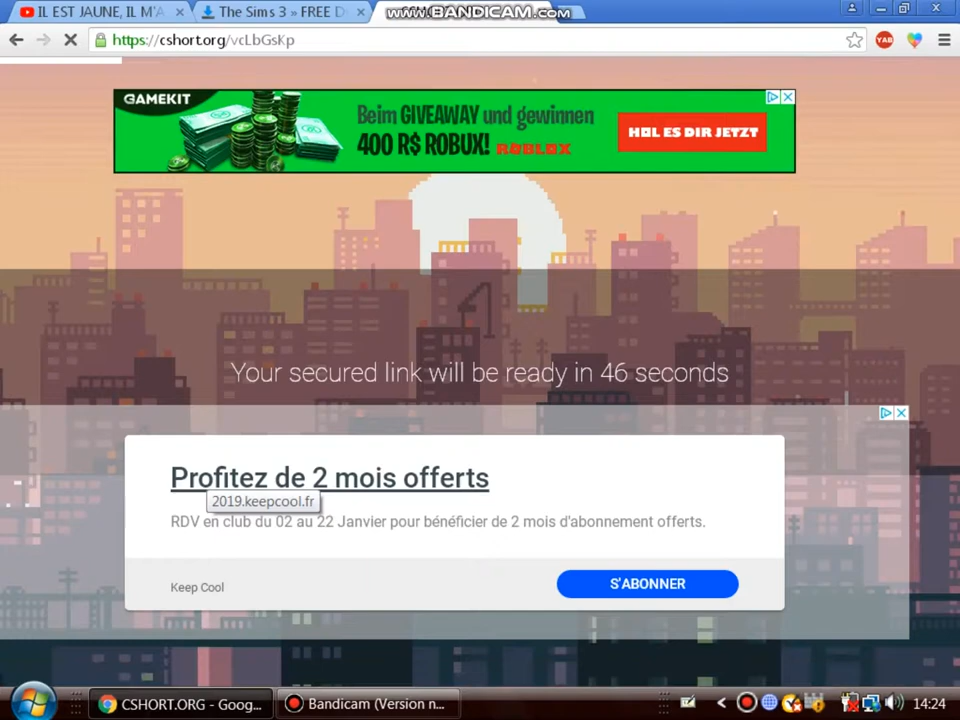 IL EST JAUNE, IL M'A
The Sims 3 » FREE D
www.BANDICAM.com
https://cshort.org/vcLbGsKp
YAB
GAMEKIT
Beim GIVEAWAY und gewinnen
400 R$ ROBUX! ROBLOX
HOL ES DIR JETZT
Your secured link will be ready in 46 seconds
Profitez de 2 mois offerts
2019.keepcool.fr
RDV en club du 02 au 22 Janvier pour bénéficier de 2 mois d'abonnement offerts.
Keep Cool
S'ABONNER
CSHORT.ORG - Goog...
Bandicam (Version n...
14:24